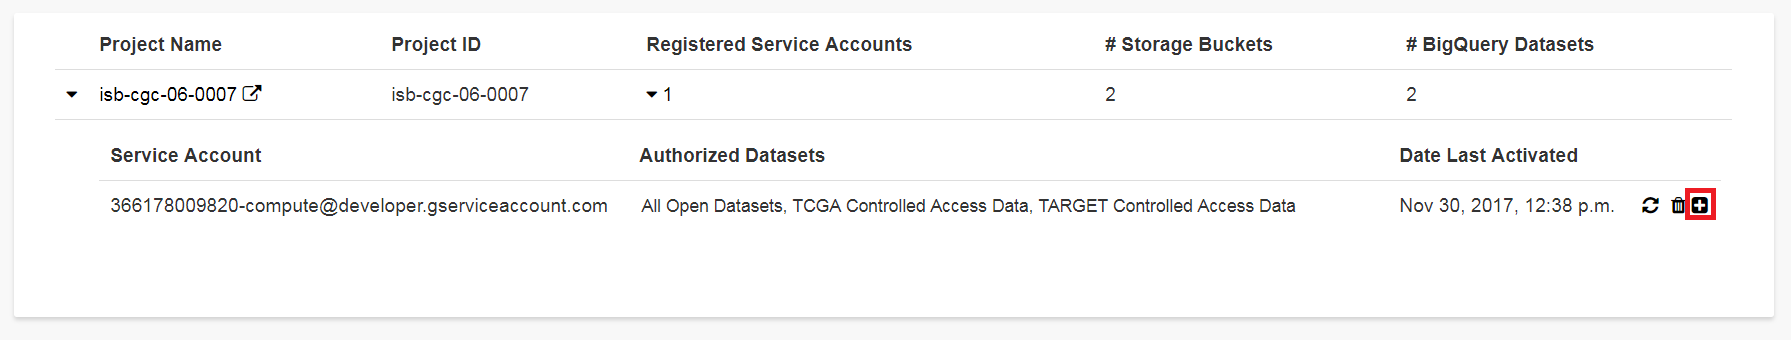 Project Name Project ID Registered Service Accounts # Storage Buckets # BigQuery Datasets
isb-cgc-06-0007 isb-cgc-06-0007 1 2 2
Service Account Authorized Datasets Date Last Activated
366178009820-compute@developer.gserviceaccount.com All Open Datasets, TCGA Controlled Access Data, TARGET Controlled Access Data Nov 30, 2017, 12:38 p.m.